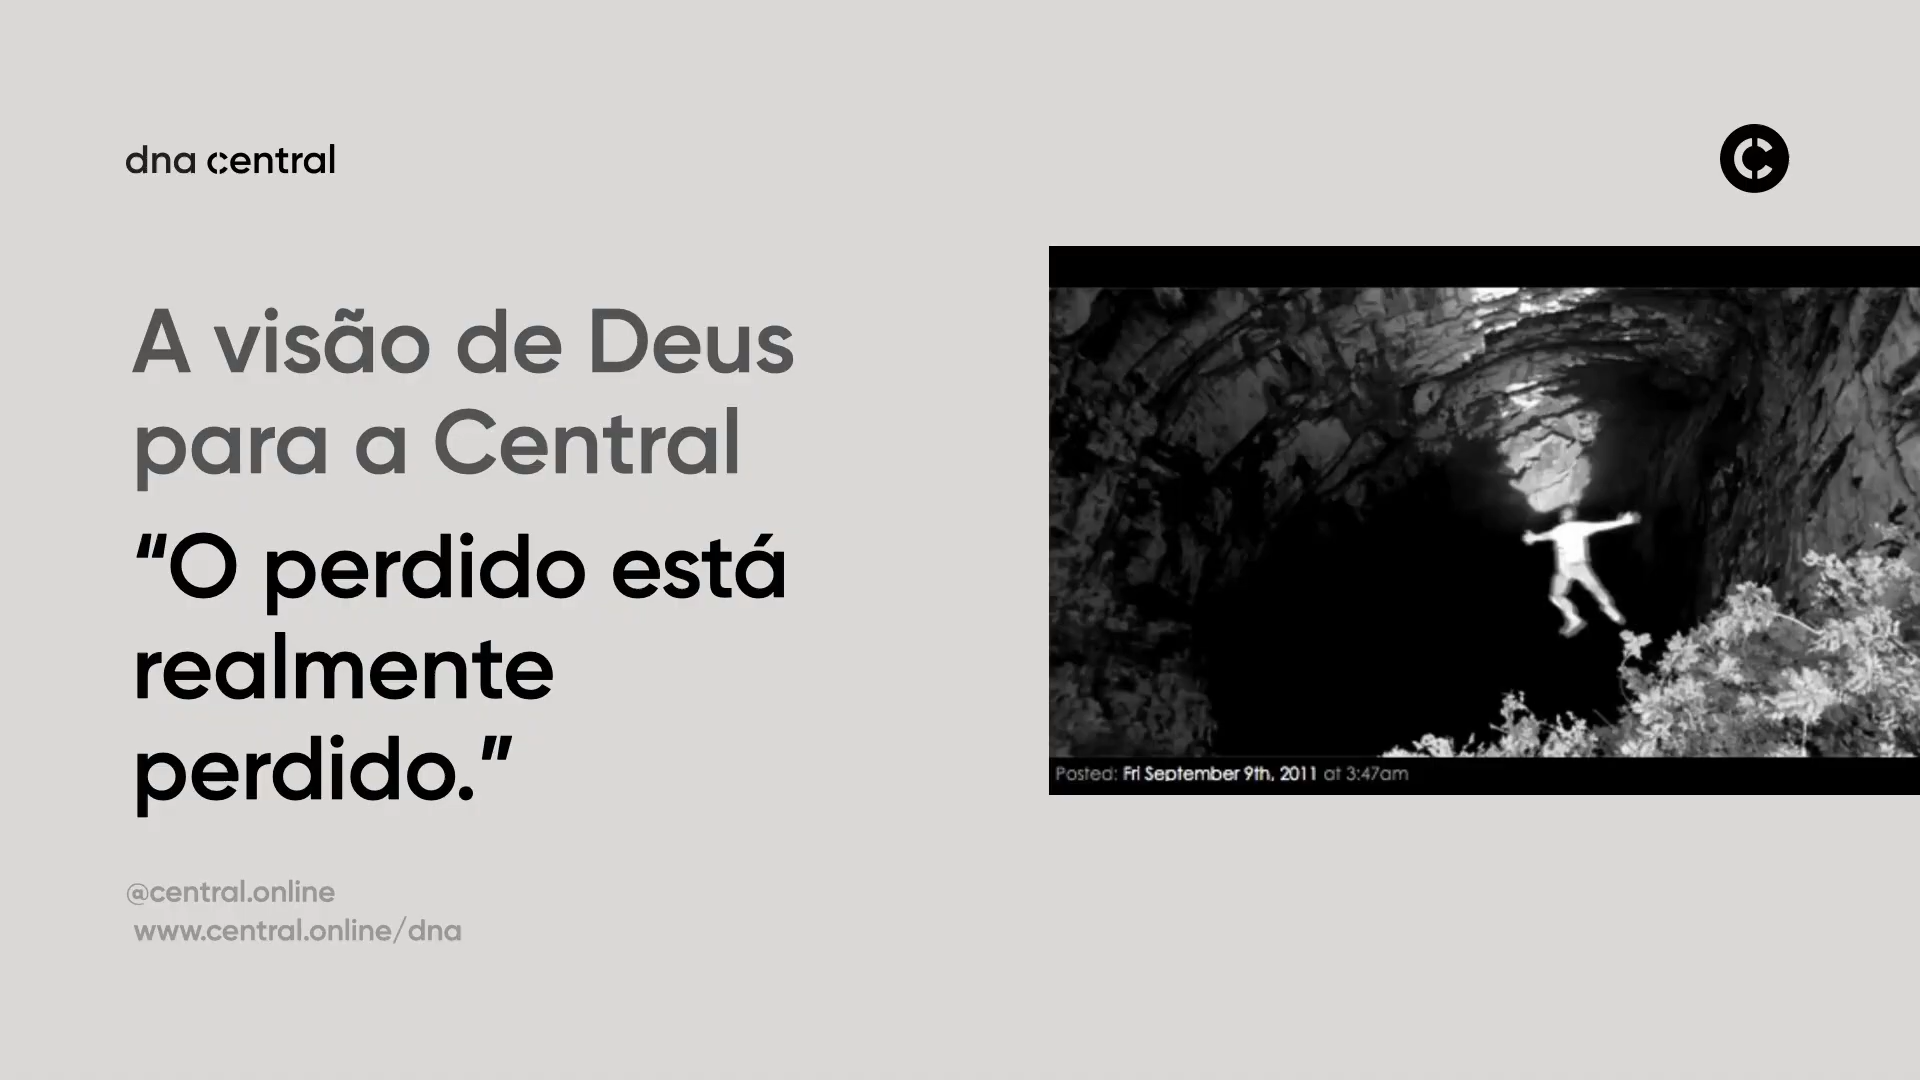 dna central
A visão de Deus
para a Central
“O perdido está
realmente
perdido.”
Posted: Fri September 9th, 2011 at 3:47am
@central.online
www.central.online/dna